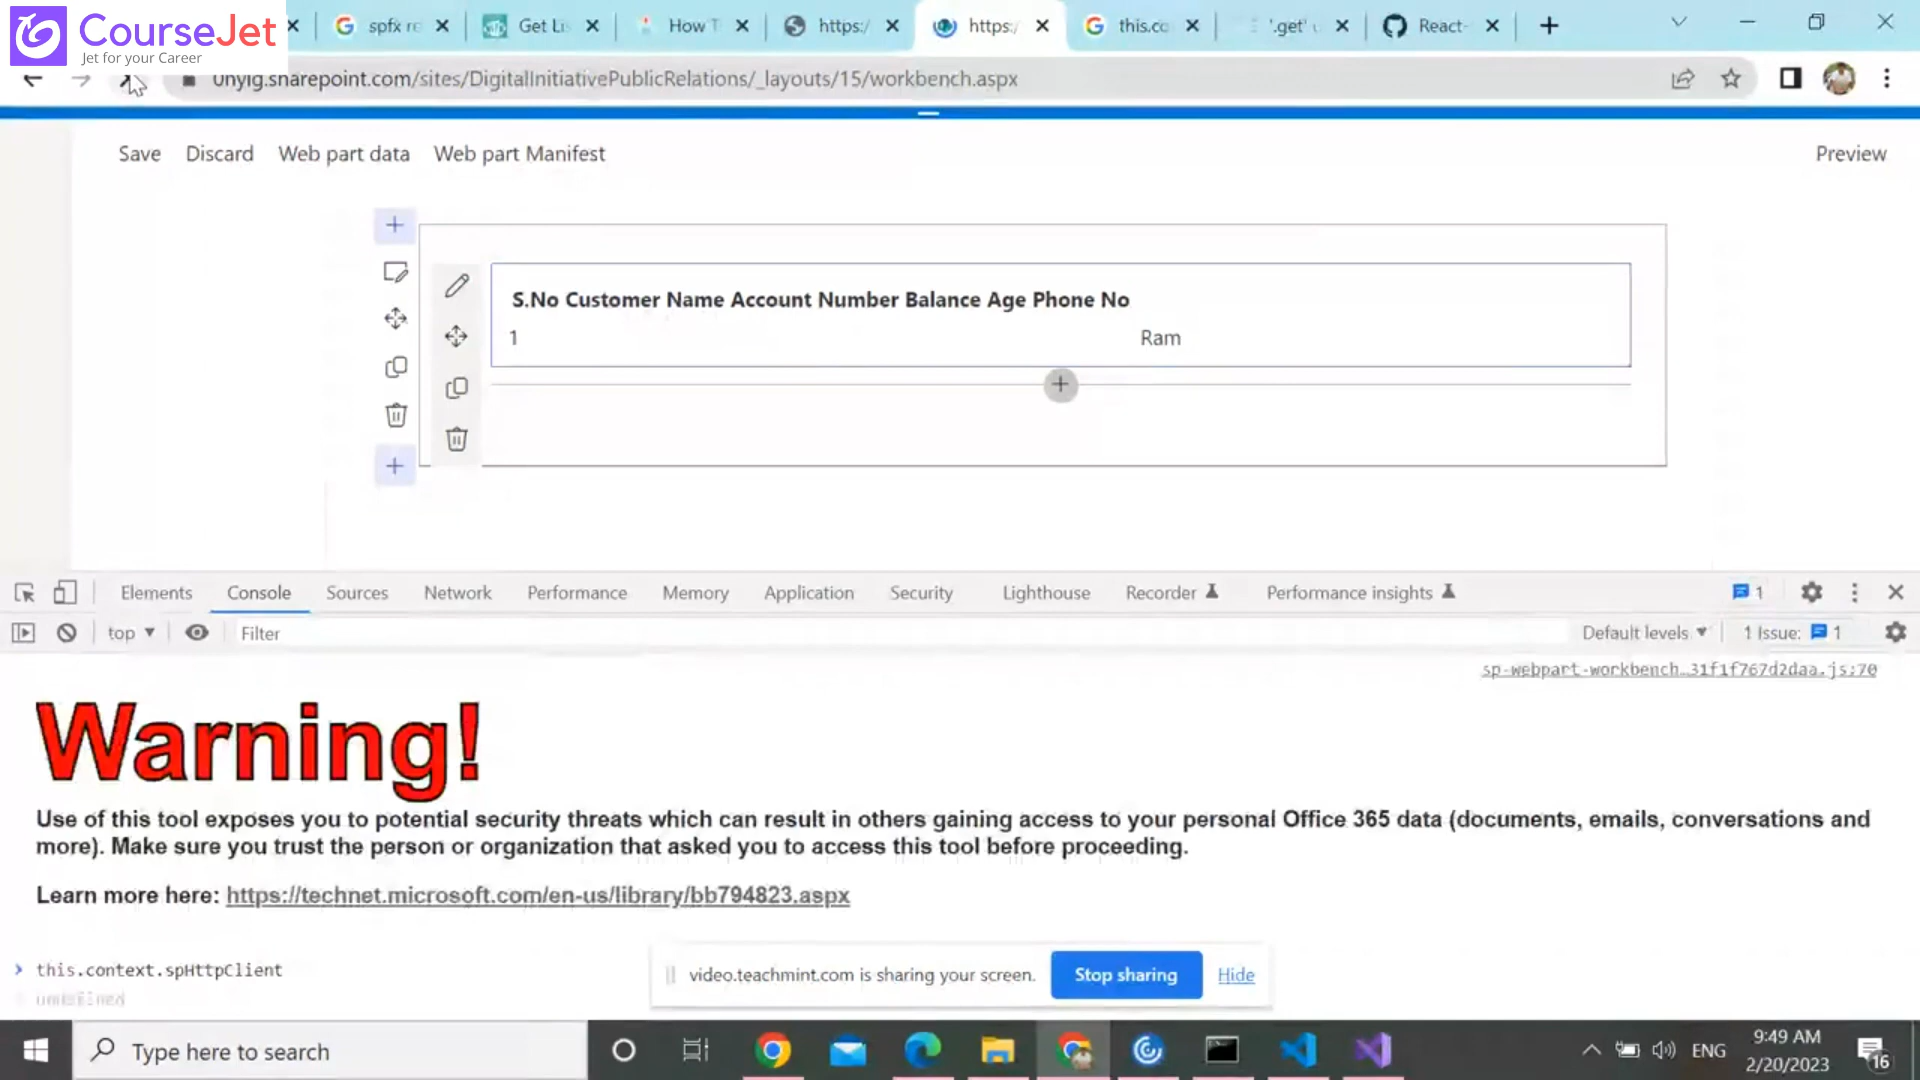 CourseJet
Jet for your Career
spfx re
Get Li
How T
https:/
https:/
this.co
'.get'
React-
0nylg.sharepoint.com/sites/DigitalInitiativePublicRelations/_layouts/15/workbench.aspx
Save Discard Web part data Web part Manifest Preview
S.No Customer Name Account Number Balance Age Phone No
1 Ram
Elements Console Sources Network Performance Memory Application Security Lighthouse Recorder Performance insights 1
top Filter Default levels 1 Issue: 1
sp-webpart-workbench…31f1f767d2daa.js:70
Warning!
Use of this tool exposes you to potential security threats which can result in others gaining access to your personal Office 365 data (documents, emails, conversations and
more). Make sure you trust the person or organization that asked you to access this tool before proceeding.
Learn more here: https://technet.microsoft.com/en-us/library/bb794823.aspx
this.context.spHttpClient
undefined
video.teachmint.com is sharing your screen. Stop sharing Hide
Type here to search
ENG
9:49 AM
2/20/2023
16